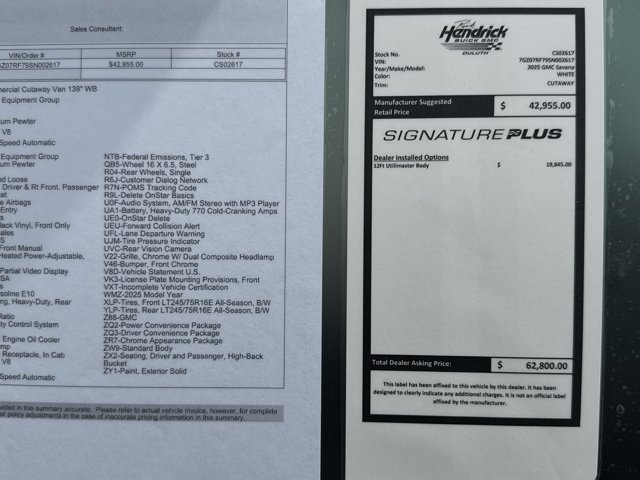 Sales Consultant:
VIN/Order # MSRP Stock #
GZ07RF79SN002617 $42,955.00 CS02617
ercial Cutaway Van 139" WB
Equipment Group
um Pewter
V8
Speed Automatic
Equipment Group NTB-Federal Emissions, Tier 3
um Pewter QB5-Wheel 16 X 6.5, Steel
R04-Rear Wheels, Single
ed Loose R6J-Customer Dialog Network
Driver & Rt Front. Passenger R7N-POMS Tracking Code
ket R9L-Delete OnStar Basics
e Airbags U0F-Audio System, AM/FM Stereo with MP3 Player
Entry UA1-Battery, Heavy-Duty 770 Cold-Cranking Amps
s UE0-OnStar Delete
lack Vinyl, Front Only UEU-Forward Collision Alert
ales UFL-Lane Departure Warning
S UJM-Tire Pressure Indicator
Front Manual UVC-Rear Vision Camera
Heated Power-Adjustable, V22-Grille, Chrome W/ Dual Composite Headlamp
V46-Bumper, Front Chrome
Partial Video Display V8D-Vehicle Statement U.S.
SA VK3-License Plate Mounting Provisions, Front
s VXT-Incomplete Vehicle Certification
soline E10 WMZ-2025 Model Year
ng, Heavy-Duty, Rear XLP-Tires, Front LT245/75R16E All-Season, B/W
YLP-Tires, Rear LT245/75R16E All-Season, B/W
Ratio Z88-GMC
ity Control System ZQ2-Power Convenience Package
ZQ3-Driver Convenience Package
Engine Oil Cooler ZR7-Chrome Appearance Package
ZW9-Standard Body
Receptacle, In Cab ZX2-Seating, Driver and Passenger, High-Back
V8 Bucket
ZY1-Paint, Exterior Solid
Speed Automatic
vided in this summary accurate. Please refer to actual vehicle invoice, however, for complete
or policy adjustments in the case of inaccurate pricing information in this summary.
Rick
Hendrick
BUICK GMC
DULUTH
Stock No. CS02617
VIN: 7GZ07RF79SN002617
Year/Make/Model: 2025 GMC Savana
Color: WHITE
Trim: CUTAWAY
Manufacturer Suggested
Retail Price $ 42,955.00
SIGNATURE PLUS
Dealer Installed Options
12Ft Utilimaster Body $ 19,845.00
Total Dealer Asking Price: $ 62,800.00
This label has been affixed to this vehicle by this dealer. It has been
designed to clearly indicate any additional charges. It is not an official label
affixed by the manufacturer.